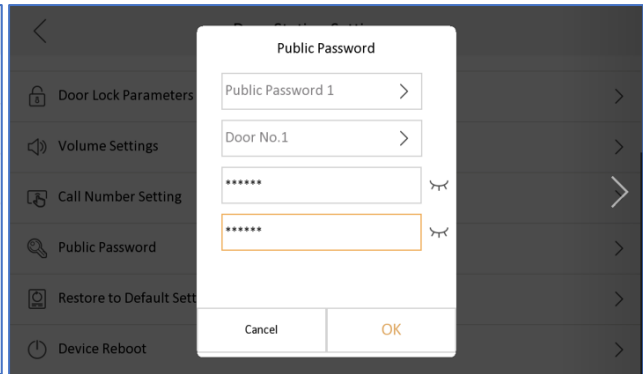 Public Password
Public Password 1
Door Lock Parameters
Door No.1
Volume Settings
******
Call Number Setting
******
Public Password
Restore to Default Sett
Cancel
OK
Device Reboot